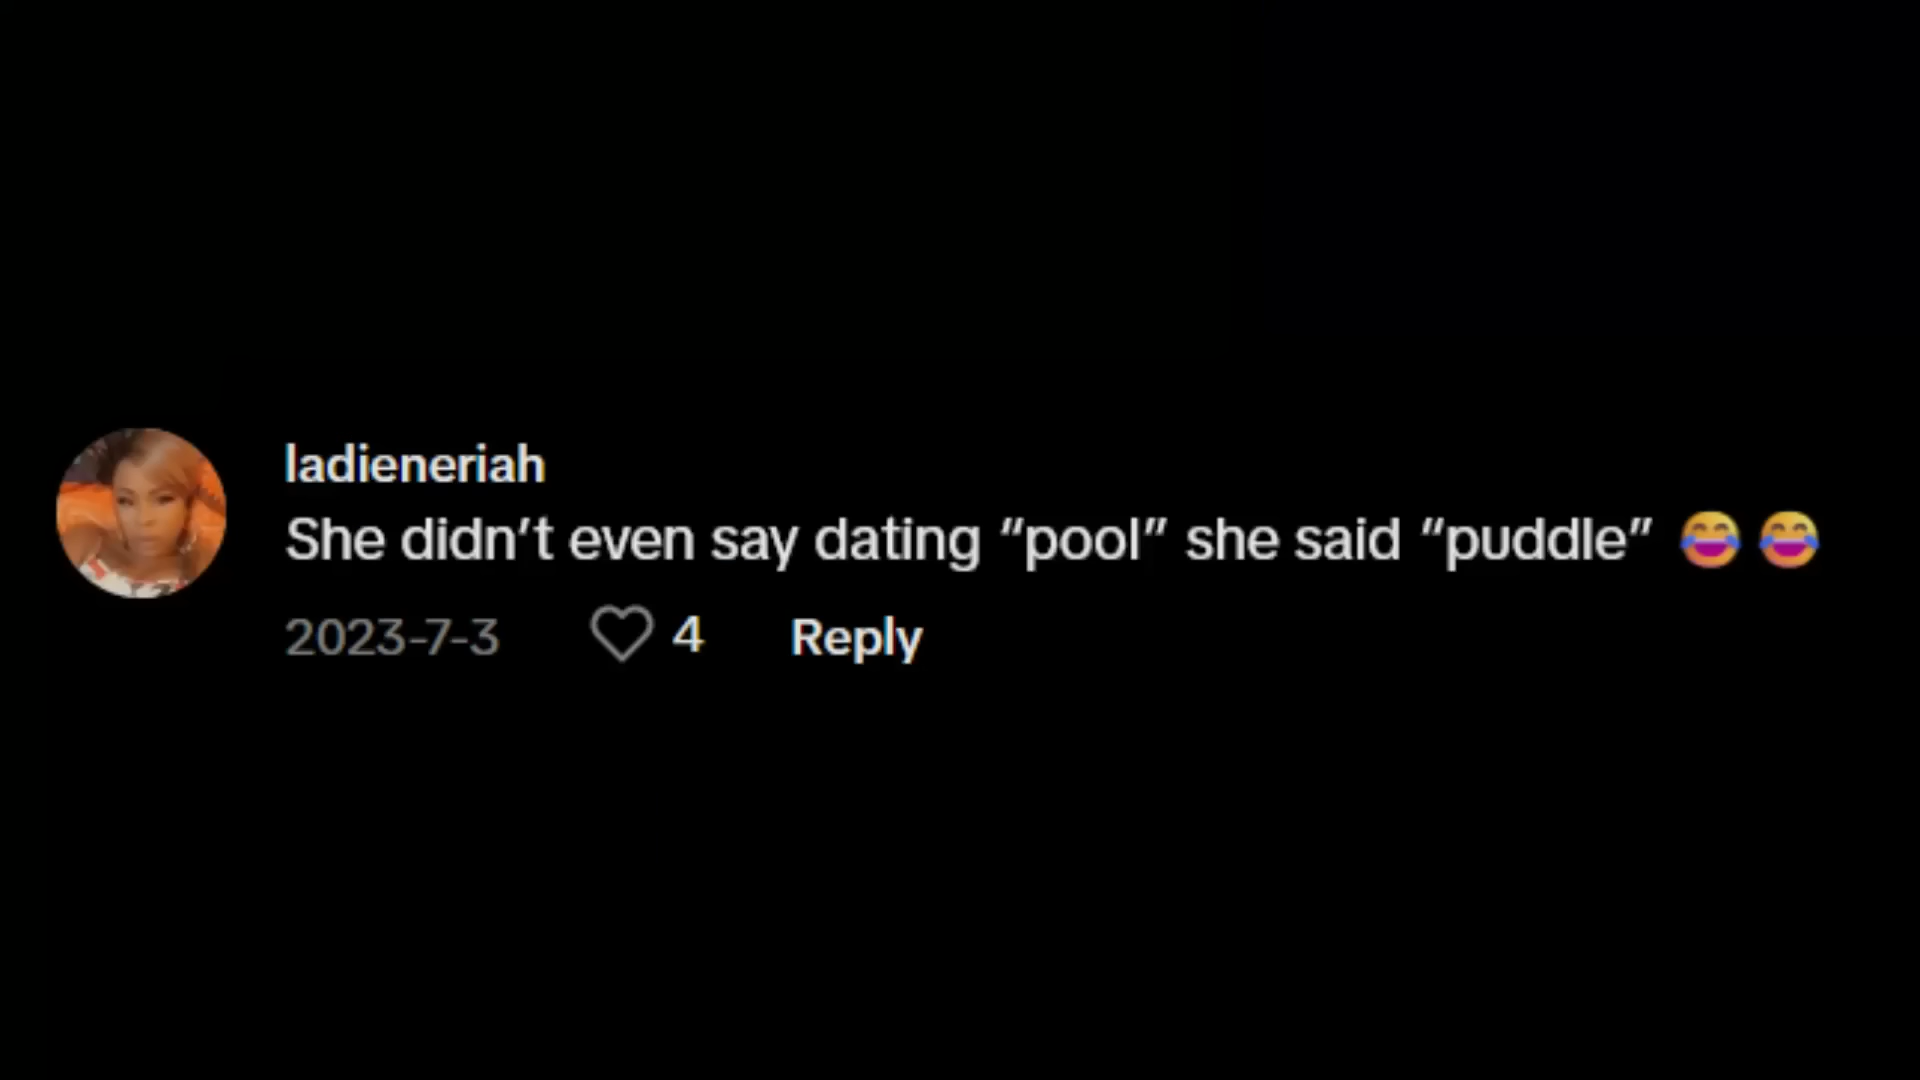 ladieneriah
She didn’t even say dating “pool” she said “puddle” 😂 😂
2023-7-3 4 Reply